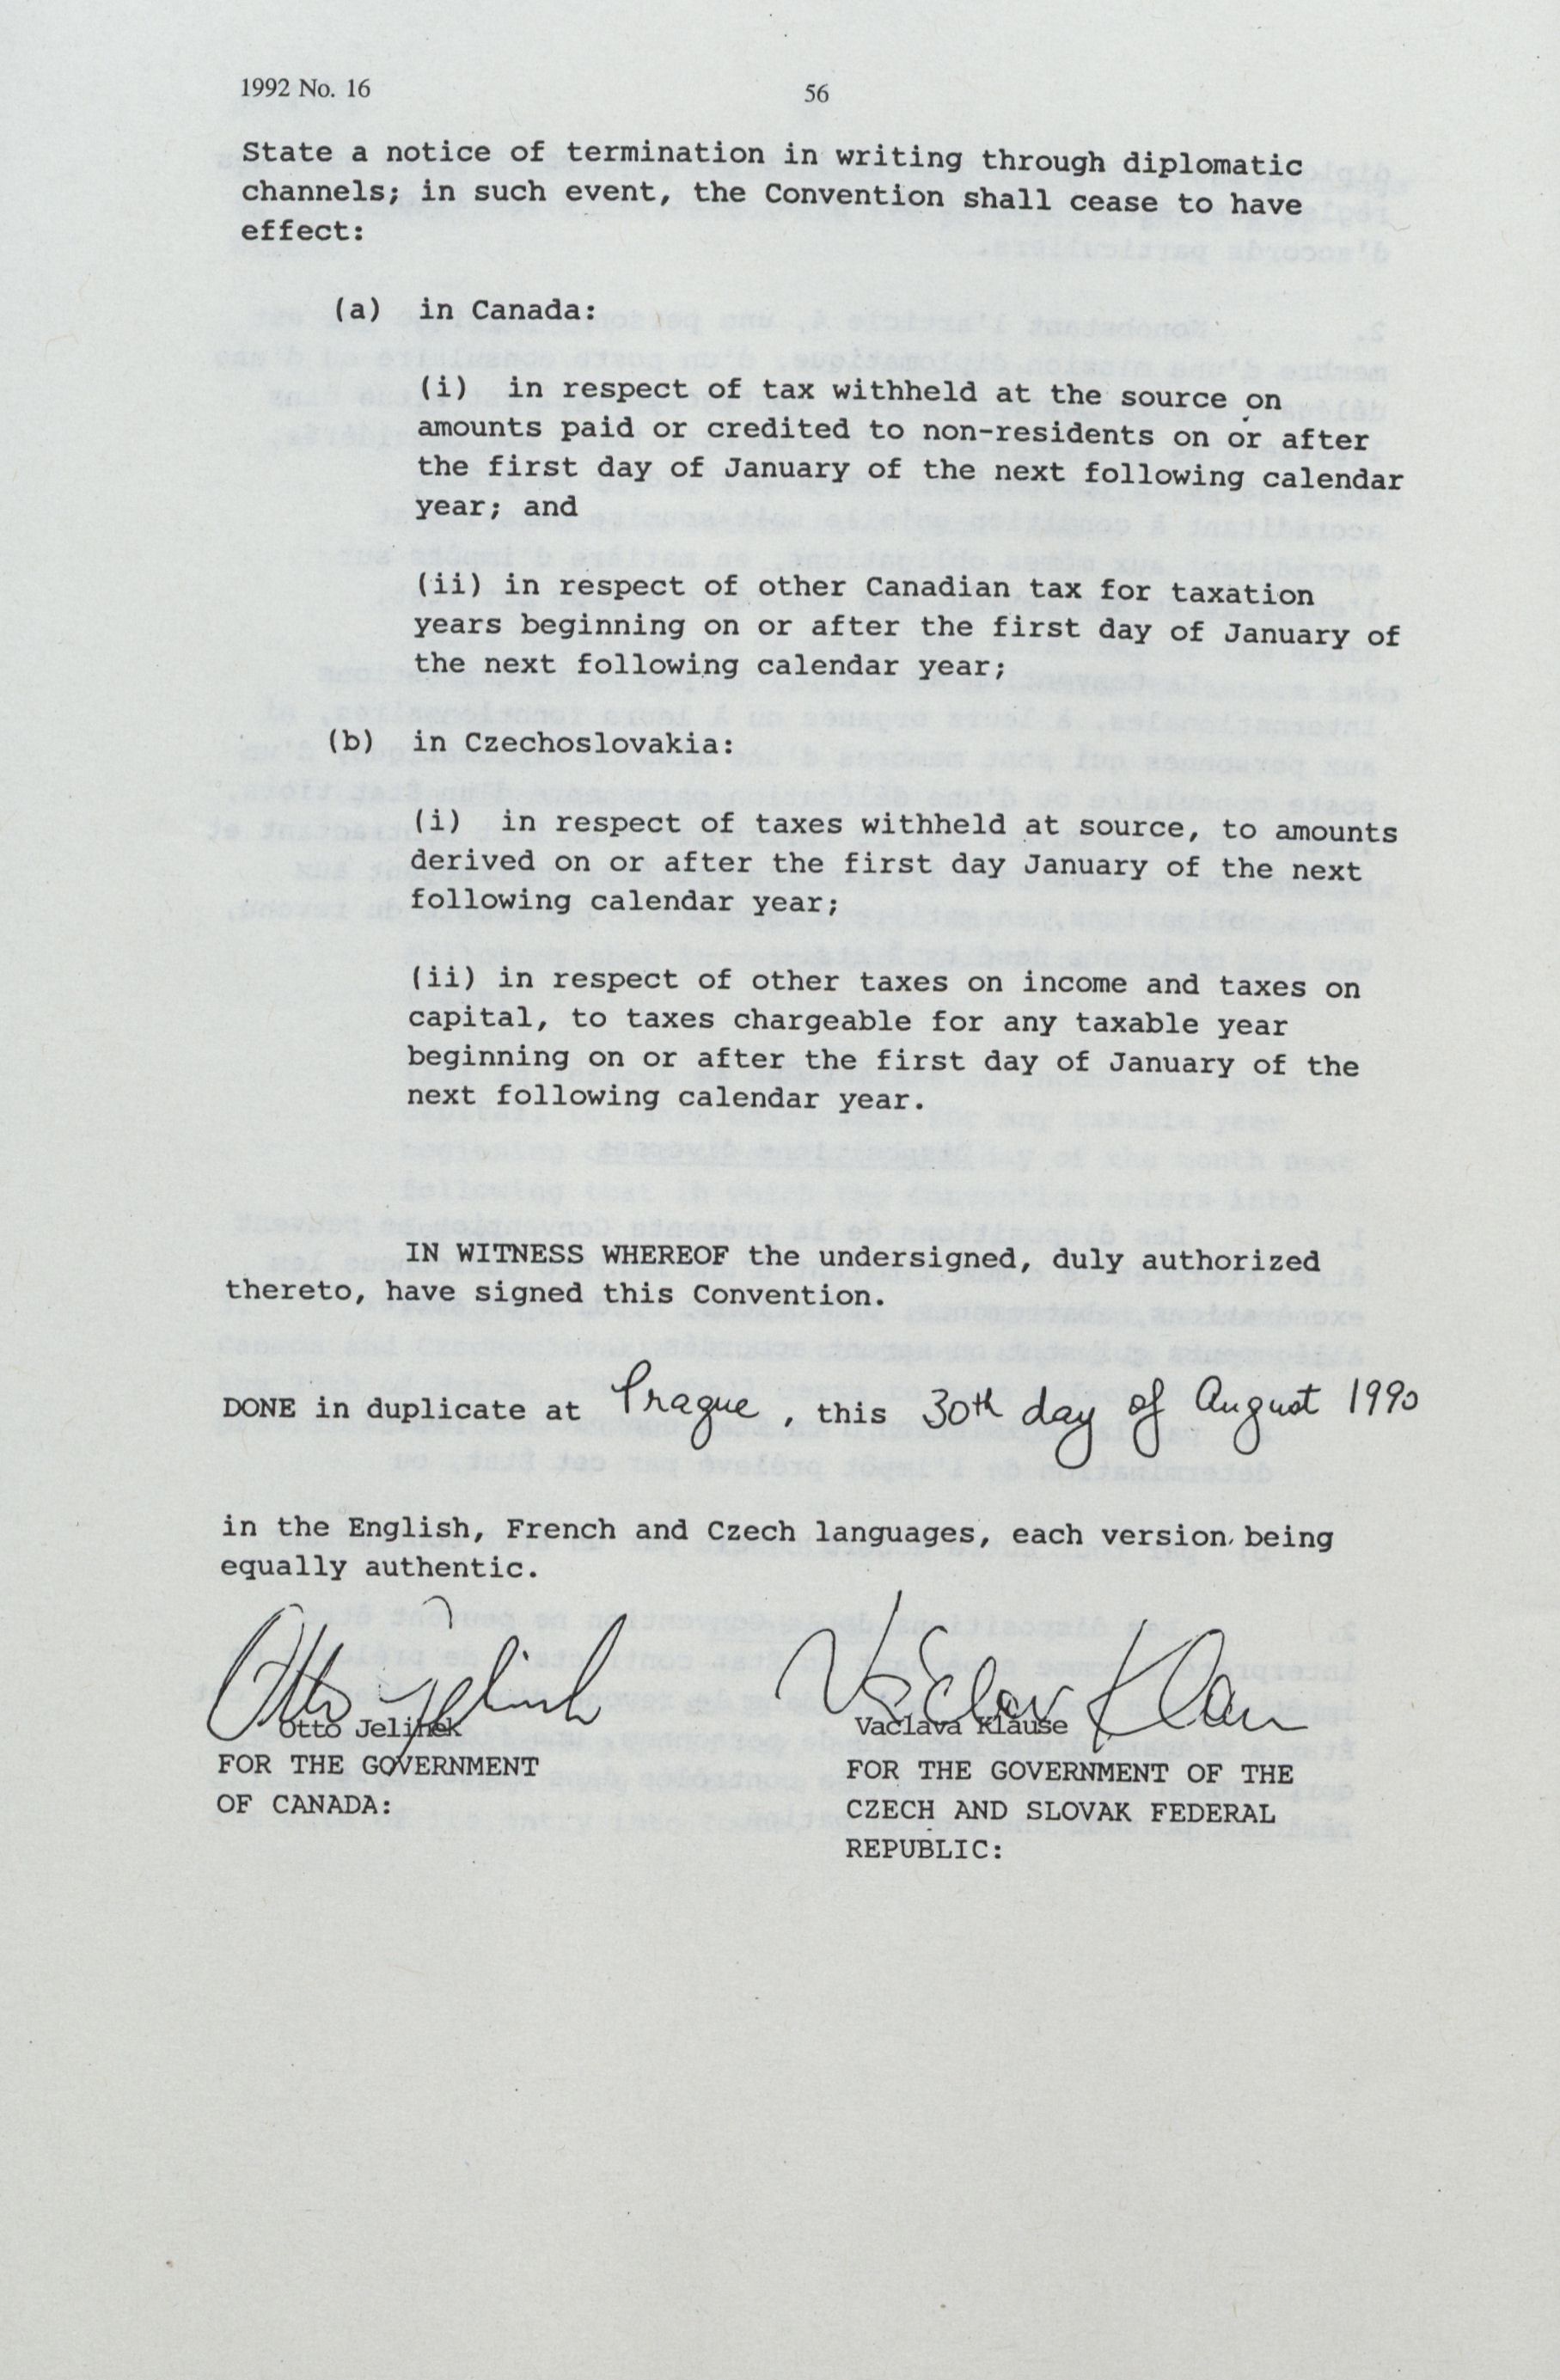 1992 No. 16
56
State a notice of termination in writing through diplomatic
channels; in such event, the Convention shall cease to have
effect:
(a) in Canada:
(i) in respect of tax withheld at the source on
amounts paid or credited to non-residents on or after
the first day of January of the next following calendar
year; and
(ii) in respect of other Canadian tax for taxation
years beginning on or after the first day of January of
the next following calendar year;
(b) in Czechoslovakia:
(i) in respect of taxes withheld at source, to amounts
derived on or after the first day January of the next
following calendar year;
(ii) in respect of other taxes on income and taxes on
capital, to taxes chargeable for any taxable year
beginning on or after the first day of January of the
next following calendar year.
IN WITNESS WHEREOF the undersigned, duly authorized
thereto, have signed this Convention.
DONE in duplicate at Prague, this 30th day of August 1990
in the English, French and Czech languages, each version being
equally authentic.
Otto Jelinek
Václav Klaus
Otto Jelinek
Vaclava Klause
FOR THE GOVERNMENT
OF CANADA:
FOR THE GOVERNMENT OF THE
CZECH AND SLOVAK FEDERAL
REPUBLIC: